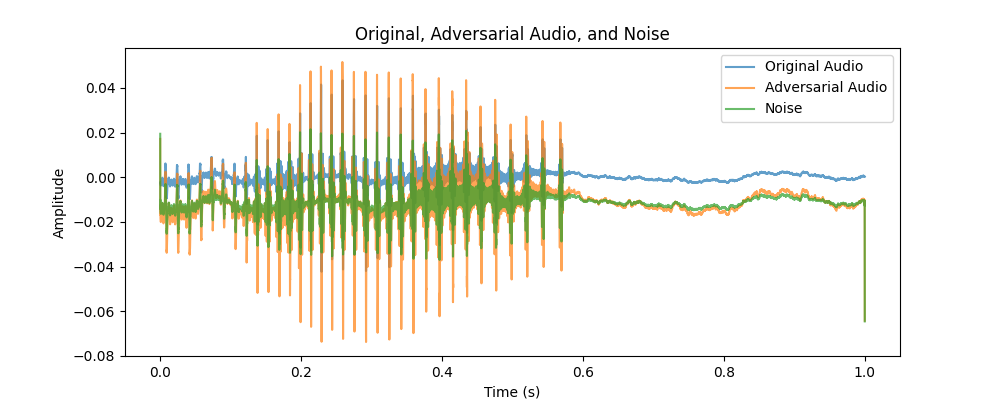 Original, Adversarial Audio, and Noise
Original Audio
Adversarial Audio
Noise
Amplitude
0.04
0.02
0.00
−0.02
−0.04
−0.06
−0.08
0.0 0.2 0.4 0.6 0.8 1.0
Time (s)